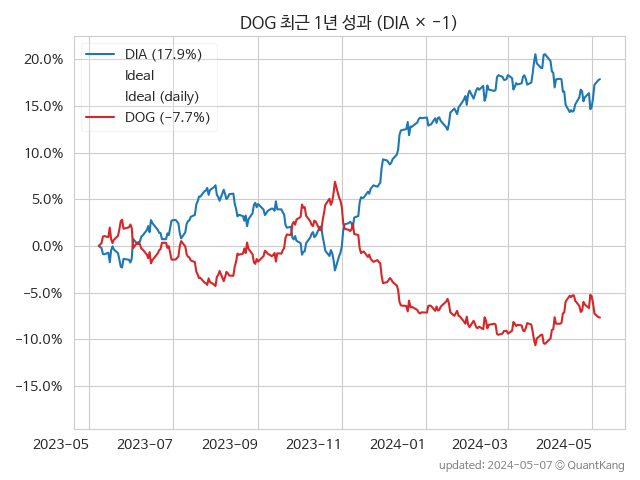 DOG 최근 1년 성과 (DIA × −1)
DIA (17.9%)
Ideal
Ideal (daily)
DOG (−7.7%)
20.0%
15.0%
10.0%
5.0%
0.0%
−5.0%
−10.0%
−15.0%
2023-05 2023-07 2023-09 2023-11 2024-01 2024-03 2024-05
updated: 2024-05-07 © QuantKang